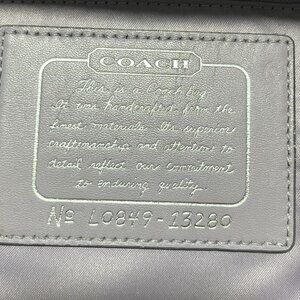 COACH
This is a Coach bag.
It was handcrafted from the
finest materials. Its superior
craftsmanship and attention to
detail reflect our commitment
to enduring quality.
No L0849-13280